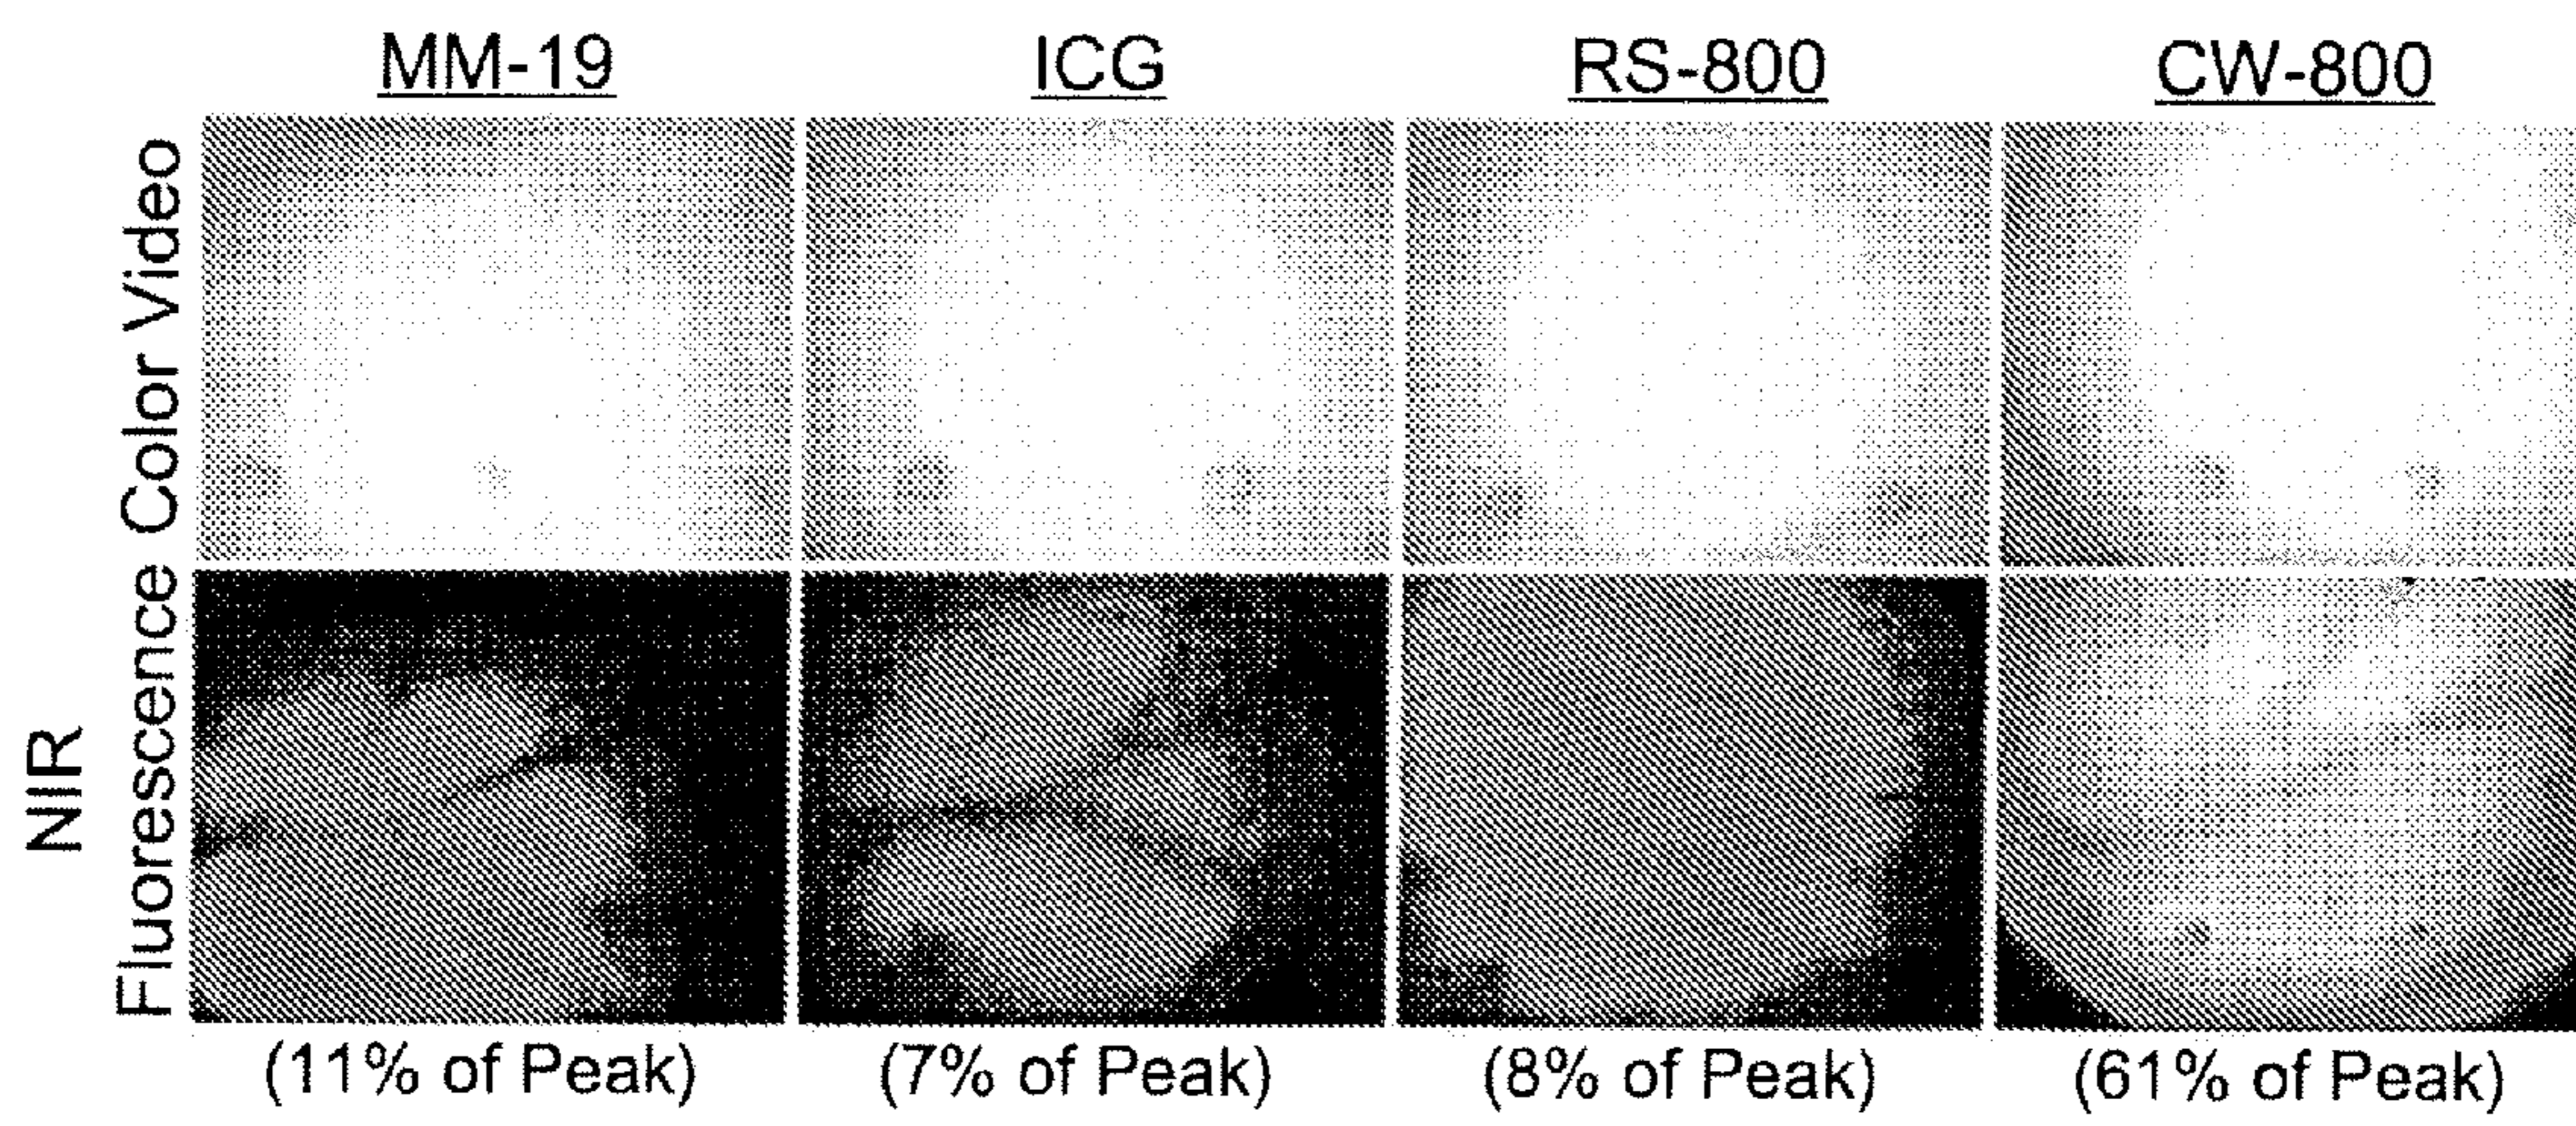 MM-19
ICG
RS-800
CW-800
Color Video
NIR
Fluorescence
(11% of Peak)
(7% of Peak)
(8% of Peak)
(61% of Peak)